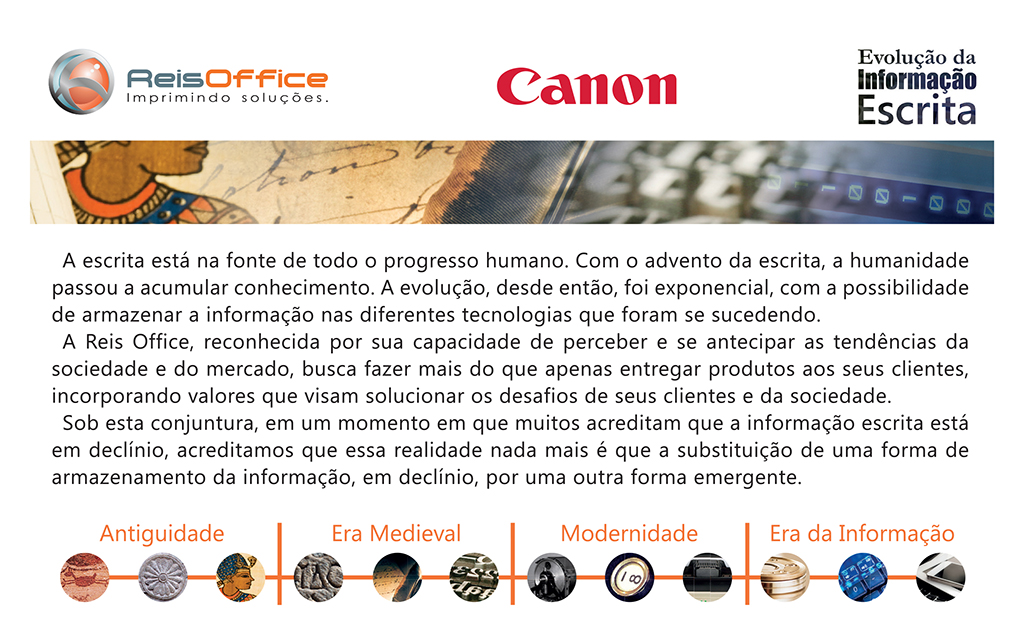 ReisOffice
Imprimindo soluções.
Canon
Evolução da
Informação
Escrita
A escrita está na fonte de todo o progresso humano. Com o advento da escrita, a humanidade
passou a acumular conhecimento. A evolução, desde então, foi exponencial, com a possibilidade
de armazenar a informação nas diferentes tecnologias que foram se sucedendo.
A Reis Office, reconhecida por sua capacidade de perceber e se antecipar as tendências da
sociedade e do mercado, busca fazer mais do que apenas entregar produtos aos seus clientes,
incorporando valores que visam solucionar os desafios de seus clientes e da sociedade.
Sob esta conjuntura, em um momento em que muitos acreditam que a informação escrita está
em declínio, acreditamos que essa realidade nada mais é que a substituição de uma forma de
armazenamento da informação, em declínio, por uma outra forma emergente.
Antiguidade
Era Medieval
Modernidade
Era da Informação